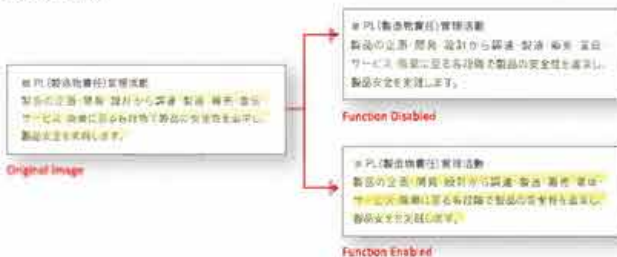 ■ PL(製造物責任)管理活動
製品の企画・開発・設計から調達・製造・販売・宣伝・
サービス・廃棄に至る各段階で製品の安全性を追求し、
製品安全を実践します。
Original Image
■ PL(製造物責任)管理活動
製品の企画・開発・設計から調達・製造・販売・宣伝・
サービス・廃棄に至る各段階で製品の安全性を追求し、
製品安全を実践します。
Function Disabled
■ PL(製造物責任)管理活動
製品の企画・開発・設計から調達・製造・販売・宣伝・
サービス・廃棄に至る各段階で製品の安全性を追求し、
製品安全を実践します。
Function Enabled